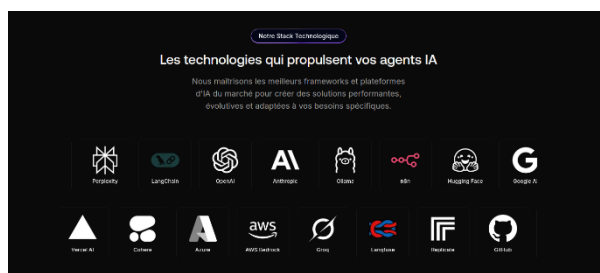 Notre Stack Technologique
Les technologies qui propulsent vos agents IA
Nous maîtrisons les meilleurs frameworks et plateformes
d'IA du marché pour créer des solutions performantes,
évolutives et adaptées à vos besoins spécifiques.
Perplexity LangChain OpenAI Anthropic Ollama n8n Hugging Face Google AI
aws
Vercel AI Cohere Azure AWS Bedrock Groq Langfuse Replicate GitHub